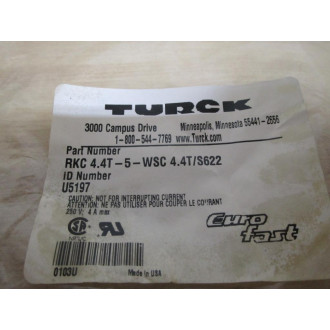 TURCK
3000 Campus Drive
Minneapolis, Minnesota 55441-2656
1-800-544-7769
www.Turck.com
Part Number
RKC 4.4T-5-WSC 4.4T/S622
ID Number
U5197
CAUTION: NOT FOR INTERRUPTING CURRENT
ATTENTION: NE PAS UTILISER POUR COUPER LE COURANT
250 V; 4 A max
Euro
fast
0103U
Made in USA